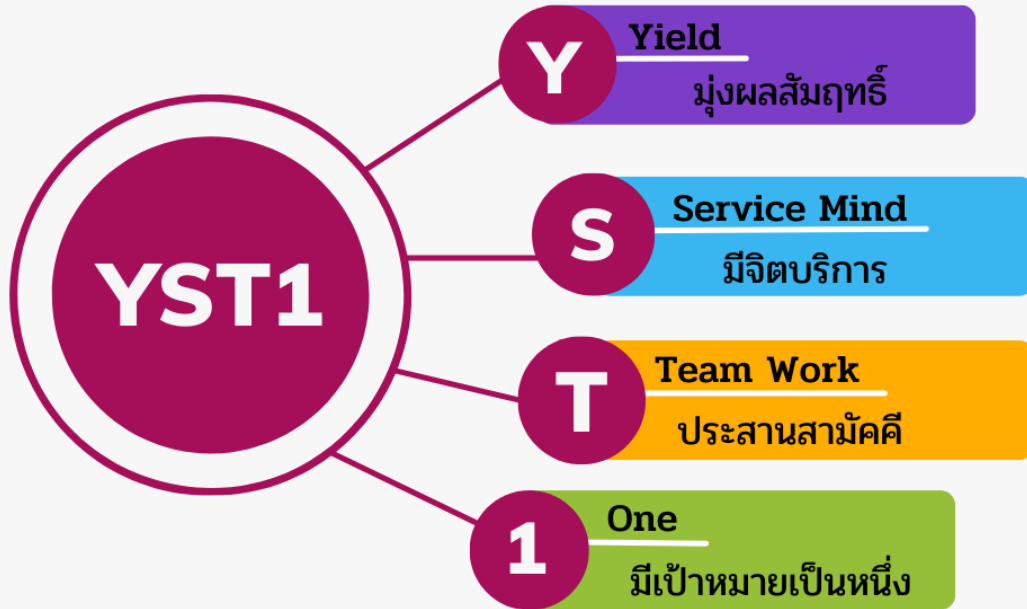 YST1
Y
Yield
มุ่งผลสัมฤทธิ์
S
Service Mind
มีจิตบริการ
T
Team Work
ประสานสามัคคี
1
One
มีเป้าหมายเป็นหนึ่ง